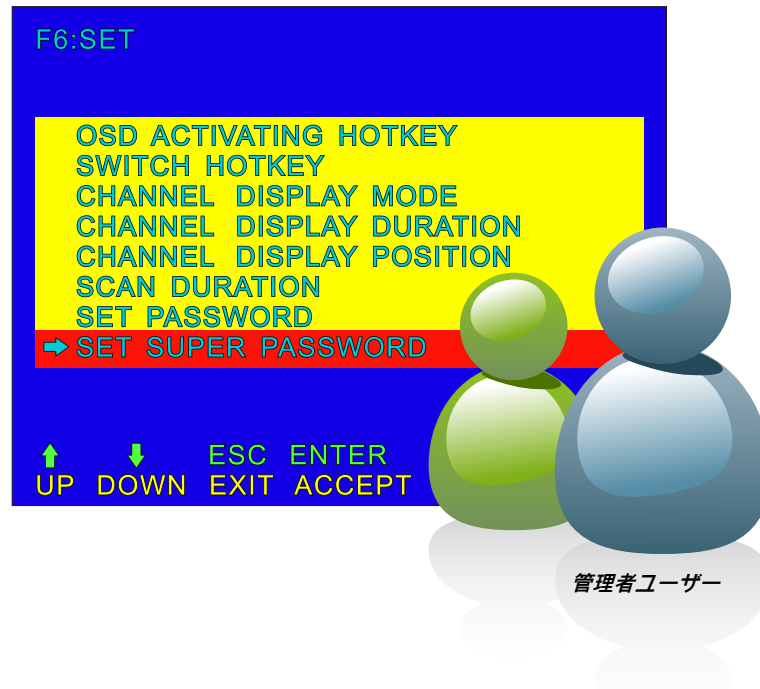 F6:SET
OSD ACTIVATING HOTKEY
SWITCH HOTKEY
CHANNEL DISPLAY MODE
CHANNEL DISPLAY DURATION
CHANNEL DISPLAY POSITION
SCAN DURATION
SET PASSWORD
SET SUPER PASSWORD
ESC ENTER
UP DOWN EXIT ACCEPT
管理者ユーザー